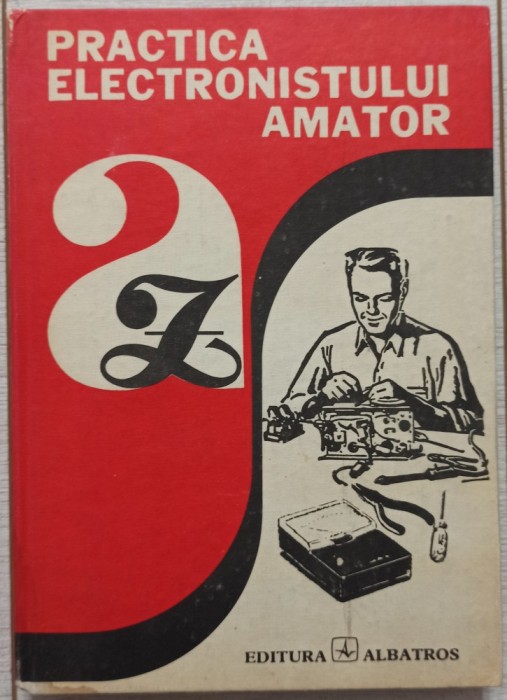 PRACTICA
ELECTRONISTULUI
AMATOR
a
Z
EDITURA ALBATROS